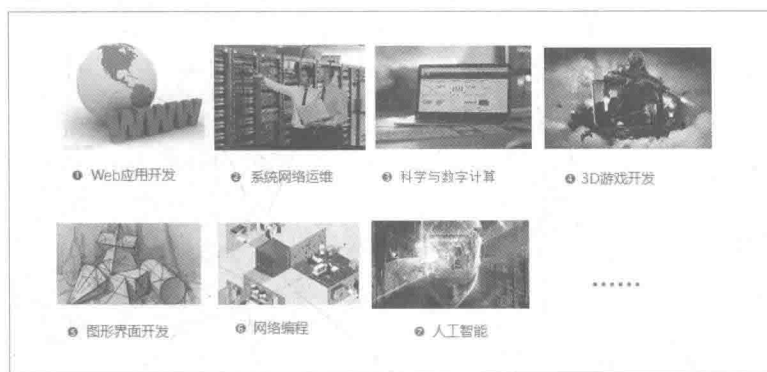 WWW
❶ Web应用开发
❷ 系统网络运维
❸ 科学与数字计算
❹ 3D游戏开发
❺ 图形界面开发
❻ 网络编程
❼ 人工智能
……